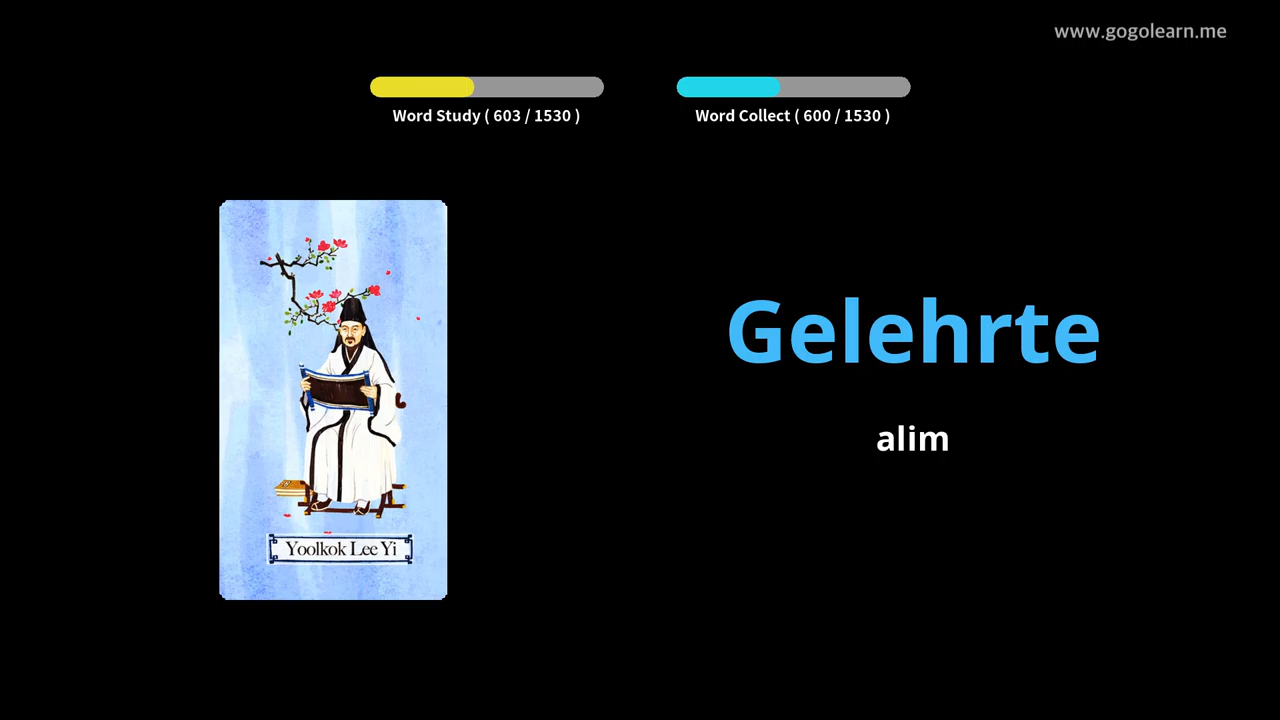 www.gogolearn.me
Word Study ( 603 / 1530 )
Word Collect ( 600 / 1530 )
Gelehrte
alim
Yoolkok Lee Yi